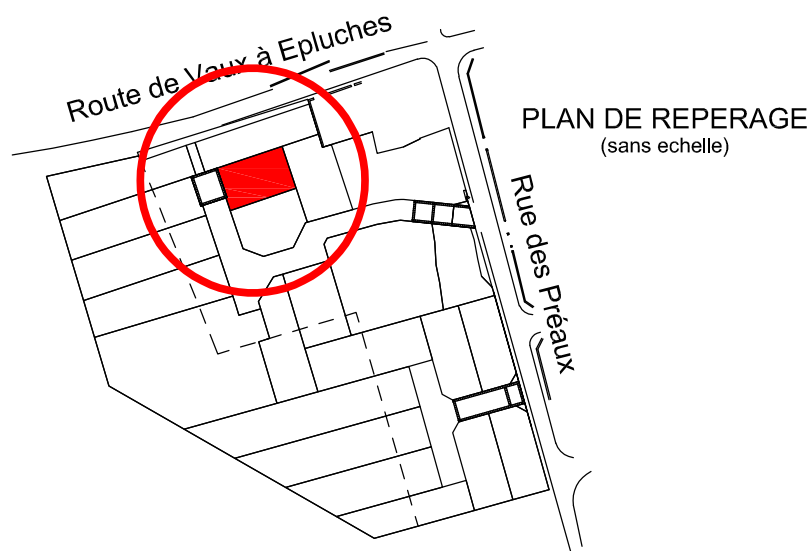 Route de Vaux à Epluches
PLAN DE REPERAGE
(sans echelle)
Rue des Préaux